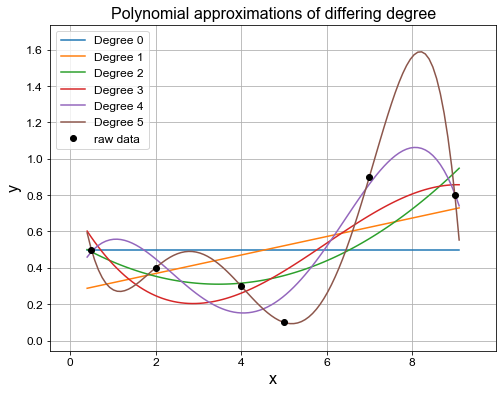 Polynomial approximations of differing degree
Degree 0
Degree 1
Degree 2
Degree 3
Degree 4
Degree 5
raw data
1.6
1.4
1.2
1.0
0.8
0.6
0.4
0.2
0.0
y
0 2 4 6 8
x